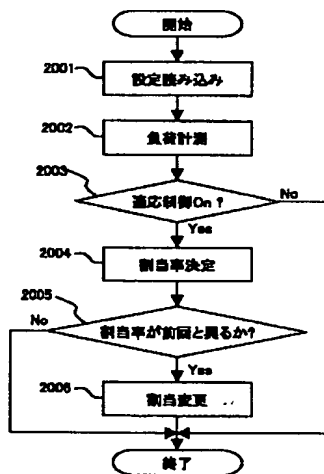 開始
2001
設定読み込み
2002
負荷計測
2003
適応制御On?
No
Yes
2004
割当率決定
2005
No
割当率が前回と異るか?
Yes
2006
割当変更
終了